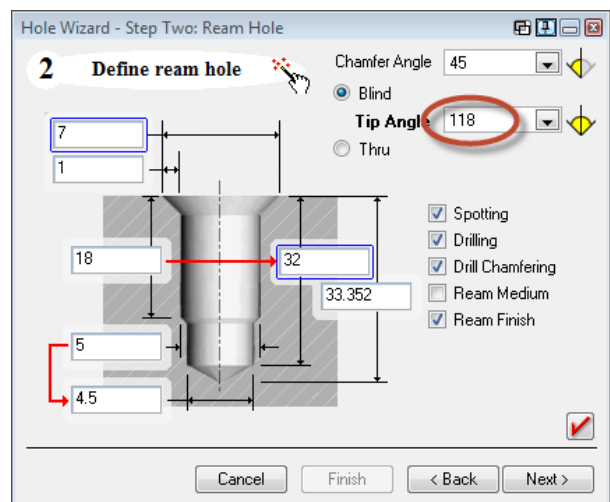 Hole Wizard - Step Two: Ream Hole
2 Define ream hole
Chamfer Angle 45
Blind
Tip Angle 118
Thru
7
1
18
32
33.352
5
4.5
Spotting
Drilling
Drill Chamfering
Ream Medium
Ream Finish
Cancel Finish < Back Next >